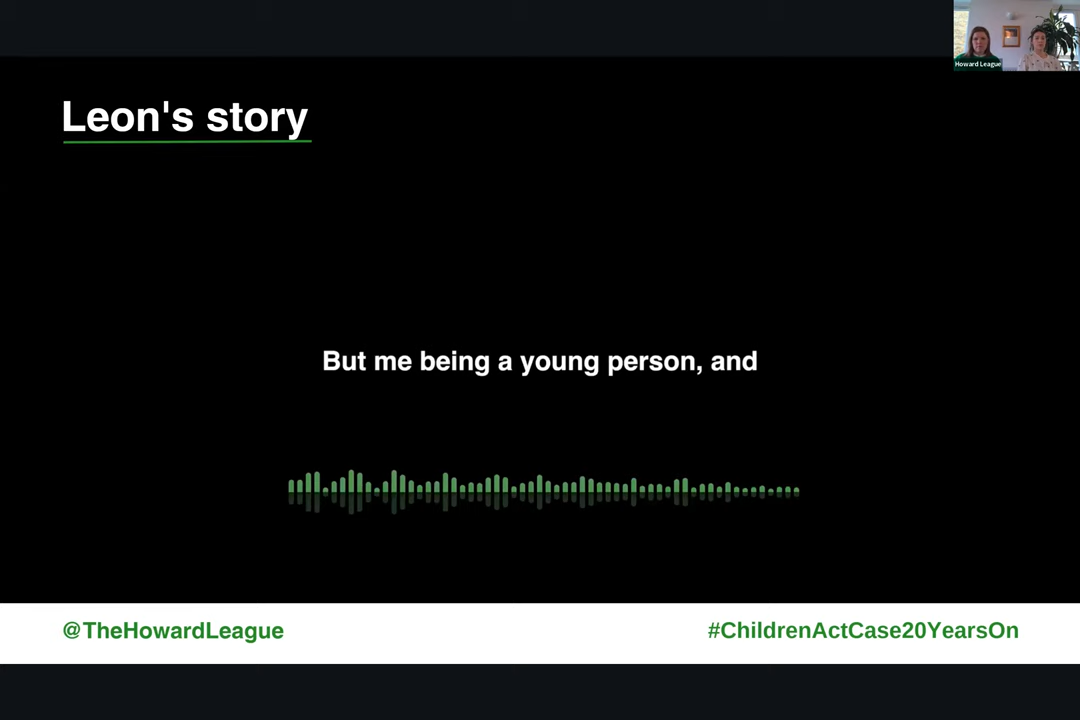 Howard League
Leon's story
But me being a young person, and
@TheHowardLeague
#ChildrenActCase20YearsOn